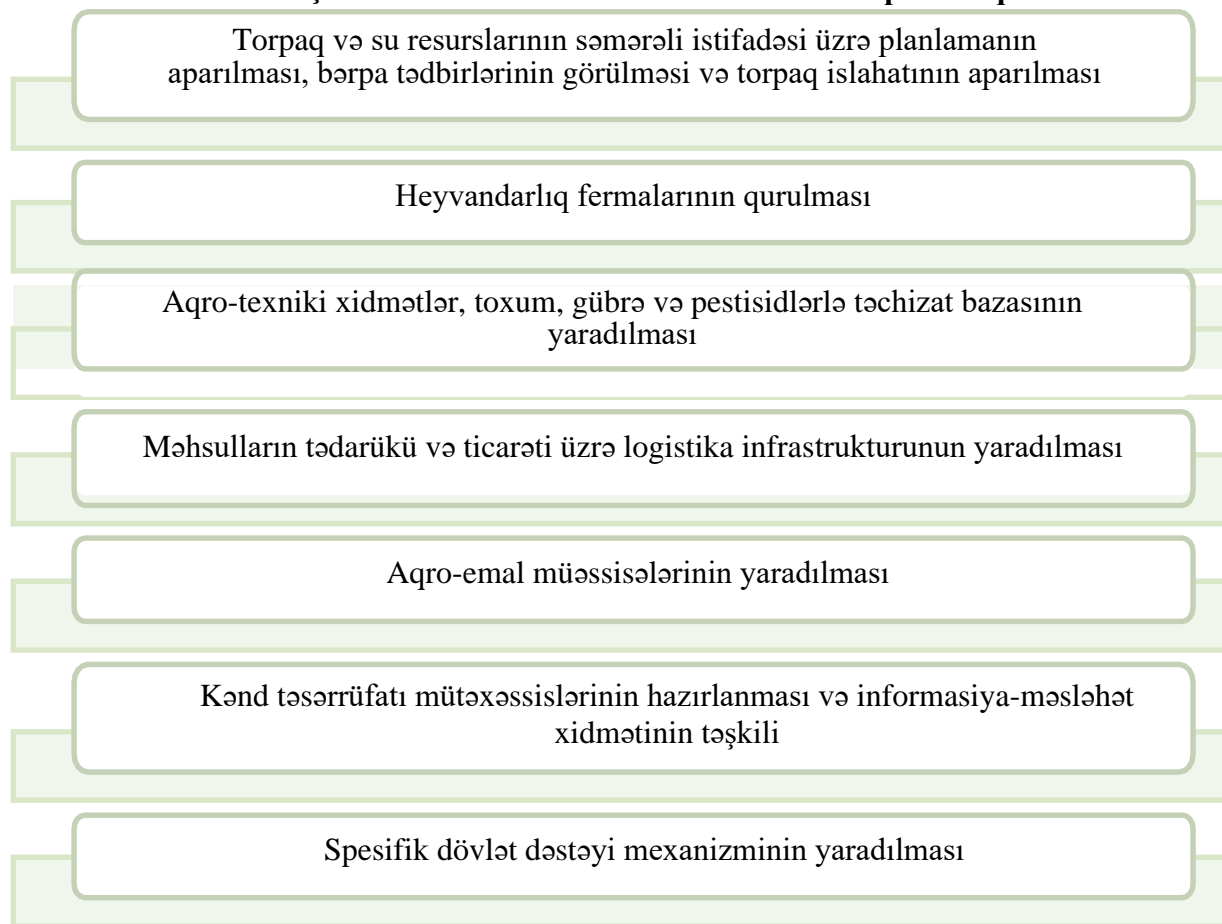 Torpaq və su resurslarının səmərəli istifadəsi üzrə planlamanın
aparılması, bərpa tədbirlərinin görülməsi və torpaq islahatının aparılması
Heyvandarlıq fermalarının qurulması
Aqro-texniki xidmətlər, toxum, gübrə və pestisidlərlə təchizat bazasının
yaradılması
Məhsulların tədarükü və ticarəti üzrə logistika infrastrukturunun yaradılması
Aqro-emal müəssisələrinin yaradılması
Kənd təsərrüfatı mütəxəssislərinin hazırlanması və informasiya-məsləhət
xidmətinin təşkili
Spesifik dövlət dəstəyi mexanizminin yaradılması